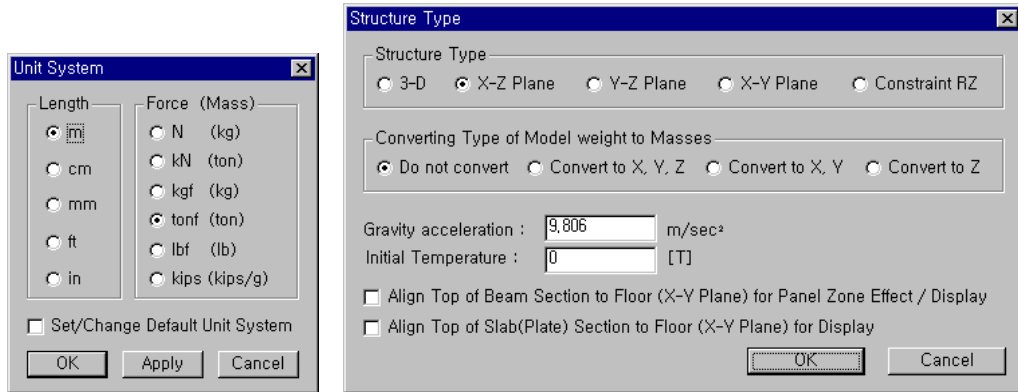 Unit System
Length
m
cm
mm
ft
in
Force (Mass)
N (kg)
kN (ton)
kgf (kg)
tonf (ton)
lbf (lb)
kips (kips/g)
Set/Change Default Unit System
OK Apply Cancel
Structure Type
Structure Type
3-D X-Z Plane Y-Z Plane X-Y Plane Constraint RZ
Converting Type of Model weight to Masses
Do not convert Convert to X, Y, Z Convert to X, Y Convert to Z
Gravity acceleration : 9,806 m/sec²
Initial Temperature : 0 [T]
Align Top of Beam Section to Floor (X-Y Plane) for Panel Zone Effect / Display
Align Top of Slab(Plate) Section to Floor (X-Y Plane) for Display
OK Cancel